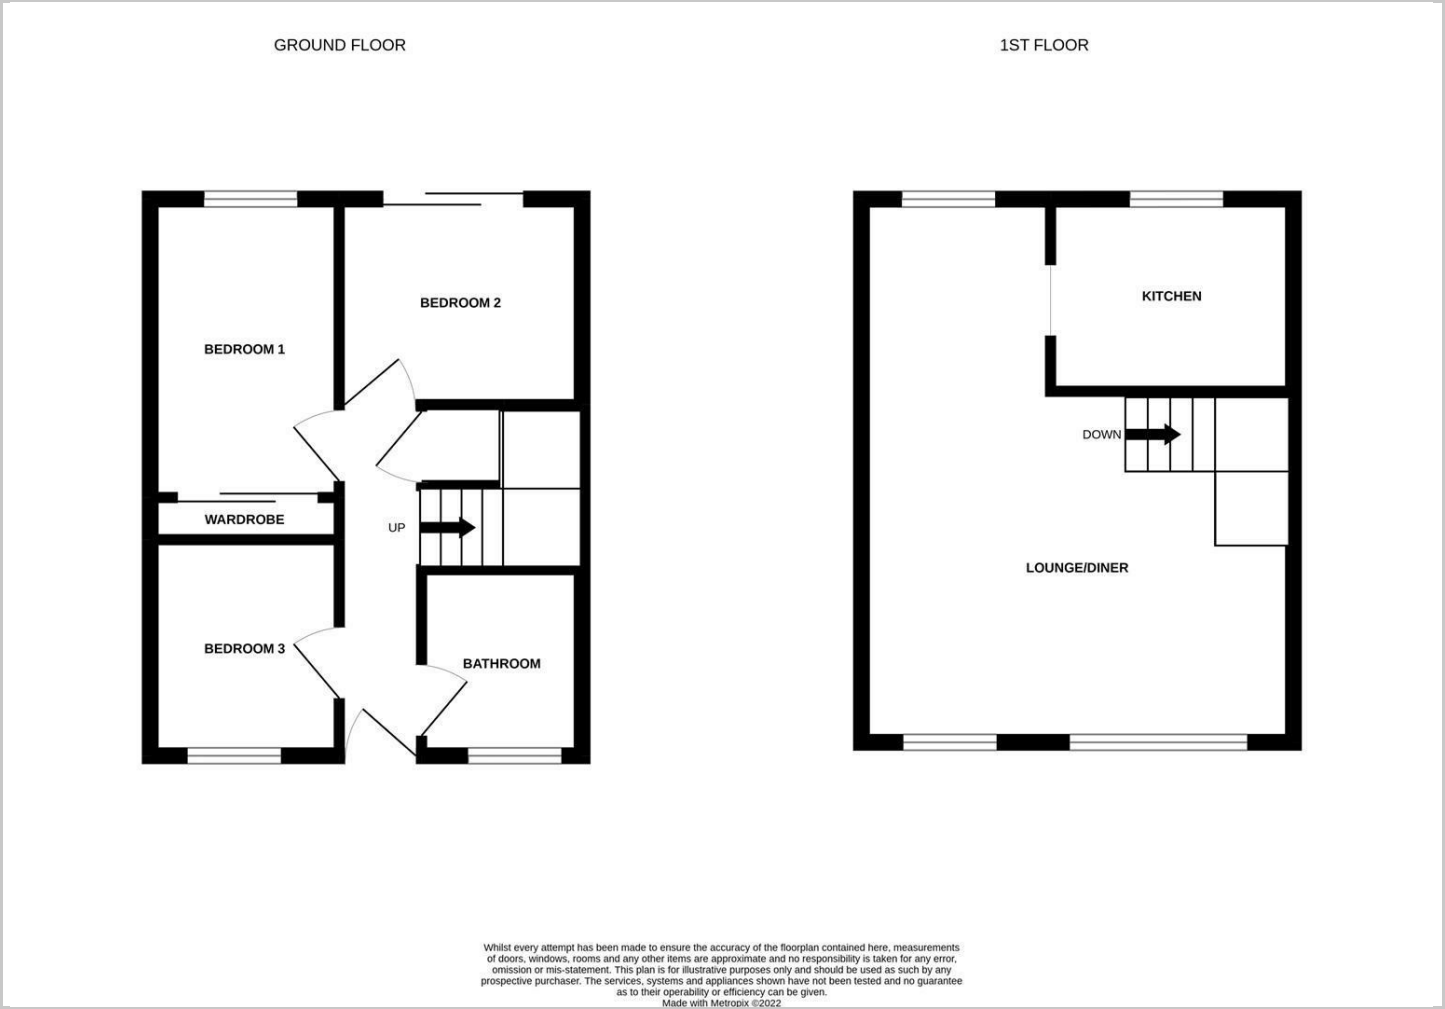 GROUND FLOOR
1ST FLOOR
BEDROOM 2
KITCHEN
BEDROOM 1
DOWN
WARDROBE
UP
LOUNGE/DINER
BEDROOM 3
BATHROOM
Whilst every attempt has been made to ensure the accuracy of the floorplan contained here, measurements
of doors, windows, rooms and any other items are approximate and no responsibility is taken for any error,
omission or mis-statement. This plan is for illustrative purposes only and should be used as such by any
prospective purchaser. The services, systems and appliances shown have not been tested and no guarantee
as to their operability or efficiency can be given.
Made with Metropix ©2022